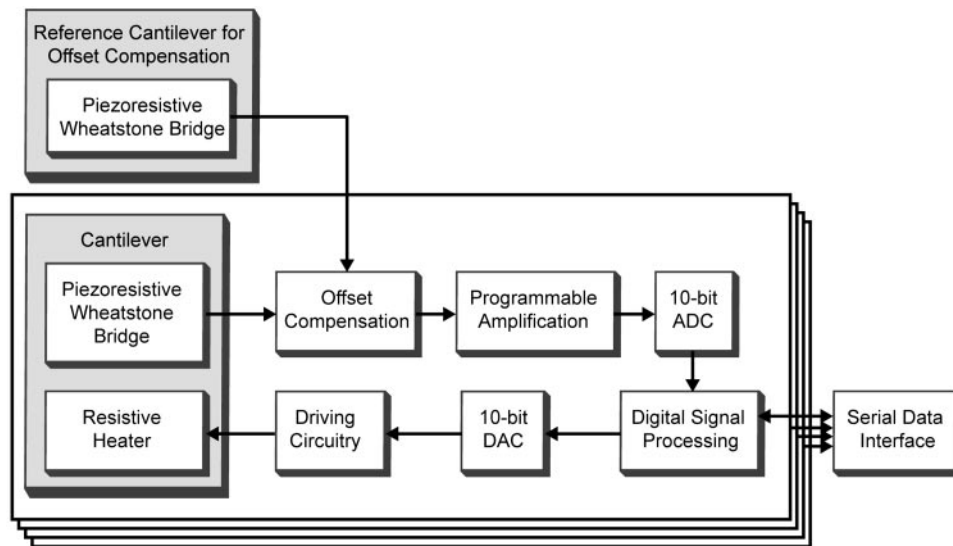 Reference Cantilever for
Offset Compensation
Piezoresistive
Wheatstone Bridge
Cantilever
Piezoresistive
Wheatstone
Bridge
Offset
Compensation
Programmable
Amplification
10-bit
ADC
Resistive
Heater
Driving
Circuitry
10-bit
DAC
Digital Signal
Processing
Serial Data
Interface